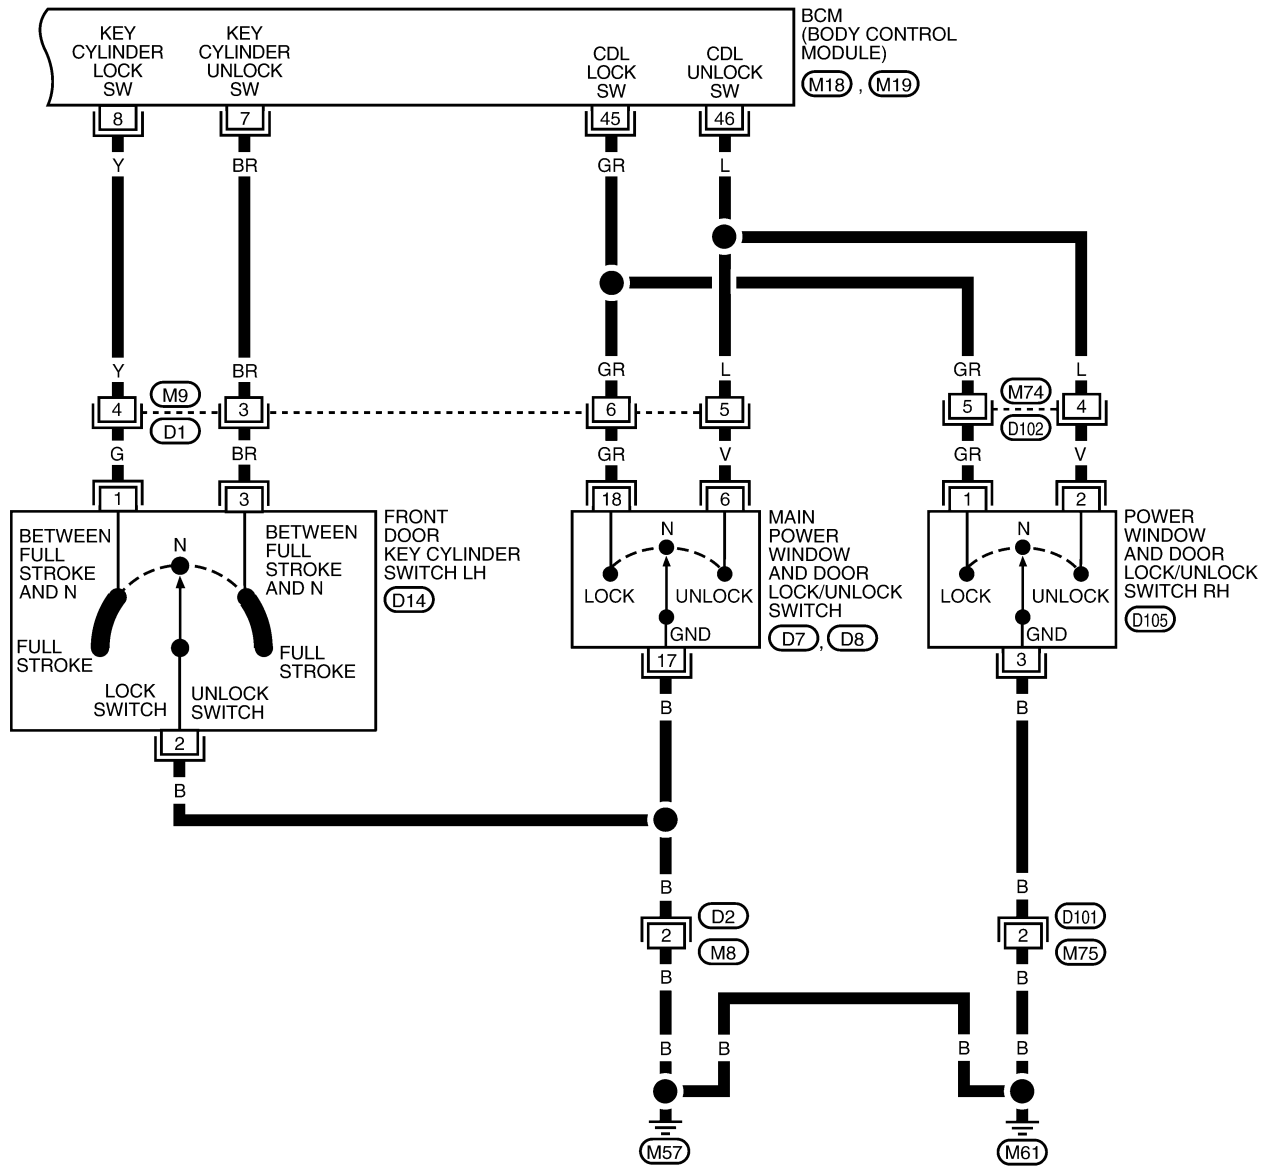 BCM
(BODY CONTROL
MODULE)
M18 , M19
KEY
CYLINDER
LOCK
SW
KEY
CYLINDER
UNLOCK
SW
CDL
LOCK
SW
CDL
UNLOCK
SW
8
7
45
46
Y
BR
GR
L
Y
BR
GR
L
GR
L
4
M9
D1
3
6
5
5
M74
D102
4
G
BR
GR
V
GR
V
1
3
18
6
1
2
BETWEEN
FULL
STROKE
AND N
N
BETWEEN
FULL
STROKE
AND N
FULL
STROKE
FULL
STROKE
LOCK
SWITCH
UNLOCK
SWITCH
2
FRONT
DOOR
KEY CYLINDER
SWITCH LH
D14
N
LOCK
UNLOCK
GND
17
MAIN
POWER
WINDOW
AND DOOR
LOCK/UNLOCK
SWITCH
D7 , D8
N
LOCK
UNLOCK
GND
3
POWER
WINDOW
AND DOOR
LOCK/UNLOCK
SWITCH RH
D105
B
B
B
B
B
2
D2
M8
2
D101
M75
B
B
B
B
B
B
M57
M61